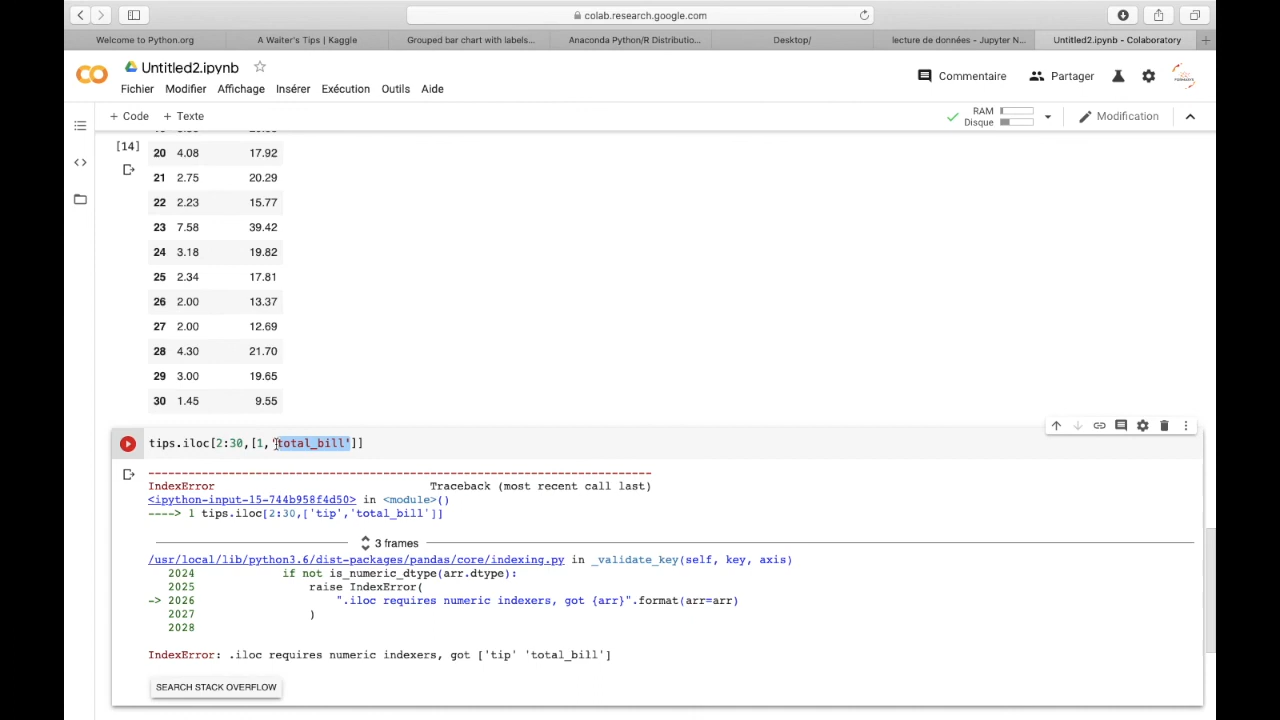 colab.research.google.com
Welcome to Python.org
A Waiter's Tips | Kaggle
Grouped bar chart with labels...
Anaconda Python/R Distributio...
Desktop/
lecture de données - Jupyter N...
Untitled2.ipynb - Colaboratory
Untitled2.ipynb
Commentaire
Partager
Fichier Modifier Affichage Insérer Exécution Outils Aide
+ Code + Texte
RAM
Disque
Modification
[14]
20 4.08 17.92
21 2.75 20.29
22 2.23 15.77
23 7.58 39.42
24 3.18 19.82
25 2.34 17.81
26 2.00 13.37
27 2.00 12.69
28 4.30 21.70
29 3.00 19.65
30 1.45 9.55
tips.iloc[2:30,[1,'total_bill']]
---------------------------------------------------------------------------
IndexError Traceback (most recent call last)
<ipython-input-15-744b958f4d50> in <module>()
----> 1 tips.iloc[2:30,['tip','total_bill']]
3 frames
/usr/local/lib/python3.6/dist-packages/pandas/core/indexing.py in _validate_key(self, key, axis)
2024 if not is_numeric_dtype(arr.dtype):
2025 raise IndexError(
-> 2026 ".iloc requires numeric indexers, got {arr}".format(arr=arr)
2027 )
2028
IndexError: .iloc requires numeric indexers, got ['tip' 'total_bill']
SEARCH STACK OVERFLOW